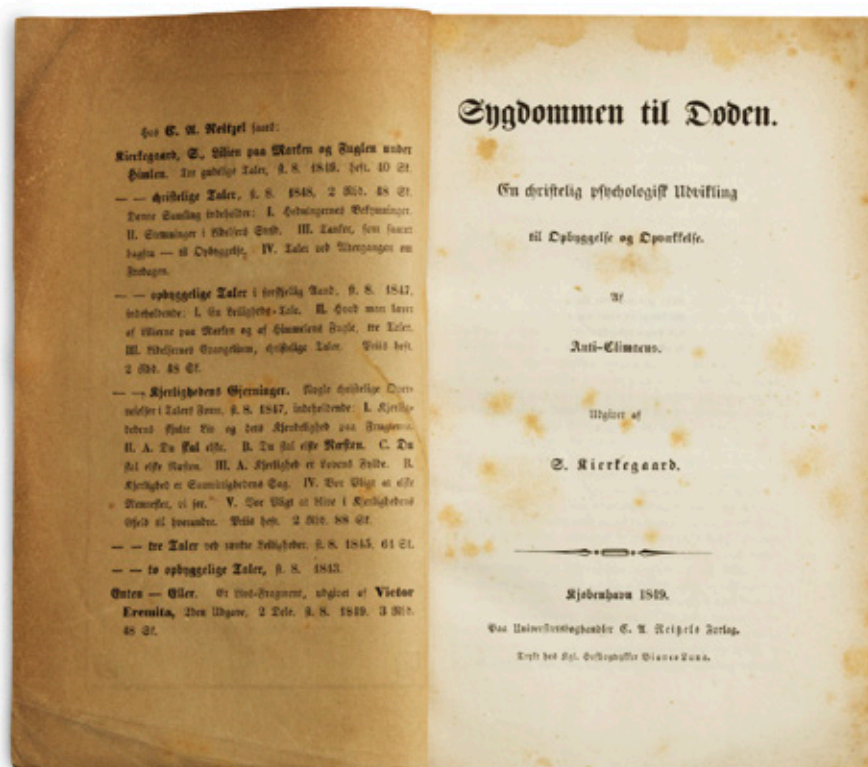 Hos C. A. Reitzel faaes:
Kierkegaard, S., Lilien paa Marken og Fuglen under
Himlen. Tre gudelige Taler, fl. 8. 1849. heft. 40 Sk.
— — christelige Taler, fl. 8. 1848, 2 Rbd. 48 Sk.
Denne Samling indeholder: I. Hedningernes Bekymringer.
II. Stemninger i Lidelsers Strid. III. Tanker, som saare
bagfra — til Opbyggelse. IV. Taler ved Altergangen om
Fredagen.
— — opbyggelige Taler i forskjellig Aand, fl. 8. 1847,
indeholdende: I. En Leiligheds-Tale. II. Hvad man lærer
af Lilierne paa Marken og af Himmelens Fugle, tre Taler.
III. Lidelsernes Evangelium, christelige Taler. Priis heft.
2 Rbd. 48 Sk.
— — Kjerlighedens Gjerninger. Nogle christelige Over-
veielser i Talers Form, fl. 8. 1847, indeholdende: I. Kjerlig-
hedens skjulte Liv og dets Kjendelighed paa Frugterne.
II. A. Du skal elske. B. Du skal elske Næsten. C. Du
skal elske Næsten. III. A. Kjerlighed er Lovens Fylde. B.
Kjerlighed er Samvittighedens Sag. IV. Vor Pligt at elske
Mennesker, vi see. V. Vor Pligt at blive i Kjerlighedens
Gjeld til hverandre. Priis heft. 2 Rbd. 88 Sk.
— — tre Taler ved tænkte Leiligheder. fl. 8. 1845. 64 Sk.
— — to opbyggelige Taler, fl. 8. 1843.
Enten — Eller. Et Livs-Fragment, udgivet af Victor
Eremita, 2den Udgave, 2 Dele. fl. 8. 1849. 3 Rbd.
48 Sk.
Sygdommen til Døden.
En christelig psychologisk Udvikling
til Opbyggelse og Opvækkelse.
Af
Anti-Climacus.
Udgivet af
S. Kierkegaard.
Kjøbenhavn 1849.
Paa Universitetsboghandler C. A. Reitzels Forlag.
Trykt hos Kgl. Hofbogtrykker Bianco Luno.